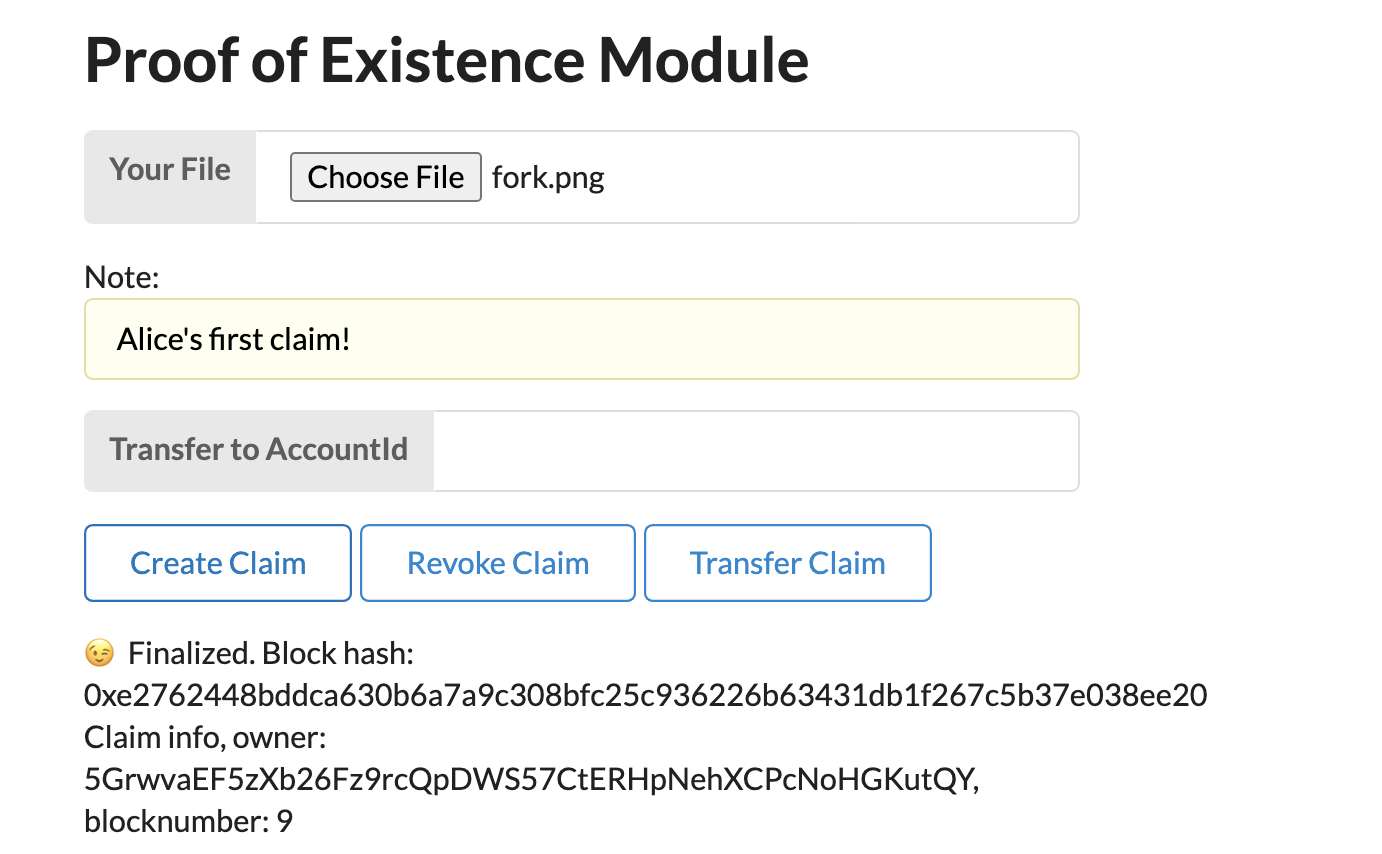 Proof of Existence Module
Your File
Choose File fork.png
Note:
Alice's first claim!
Transfer to AccountId
Create Claim
Revoke Claim
Transfer Claim
😉 Finalized. Block hash:
0xe2762448bddca630b6a7a9c308bfc25c936226b63431db1f267c5b37e038ee20
Claim info, owner:
5GrwvaEF5zXb26Fz9rcQpDWS57CtERHpNehXCPcNoHGKutQY,
blocknumber: 9